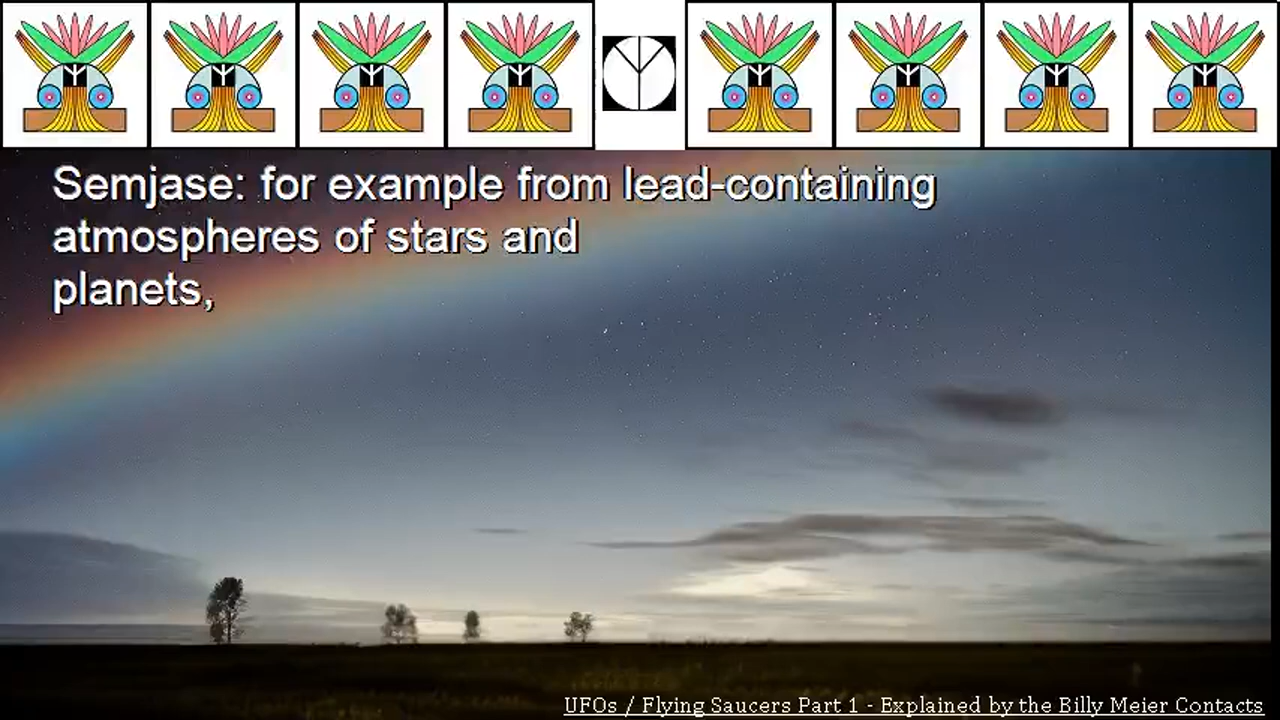 Semjase: for example from lead-containing
atmospheres of stars and
planets,
UFOs / Flying Saucers Part 1 - Explained by the Billy Meier Contacts